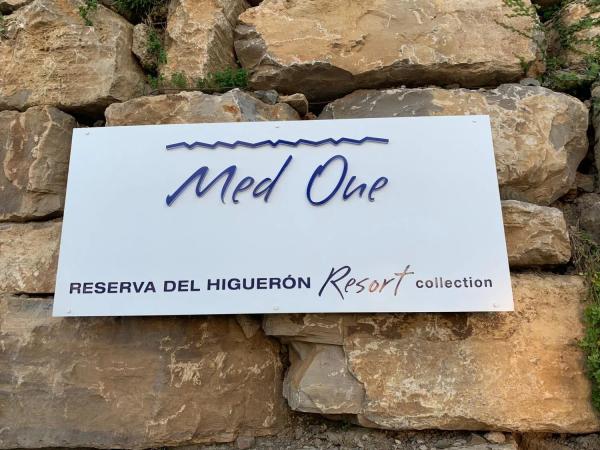 Med One
RESERVA DEL HIGUERÓN Resort collection